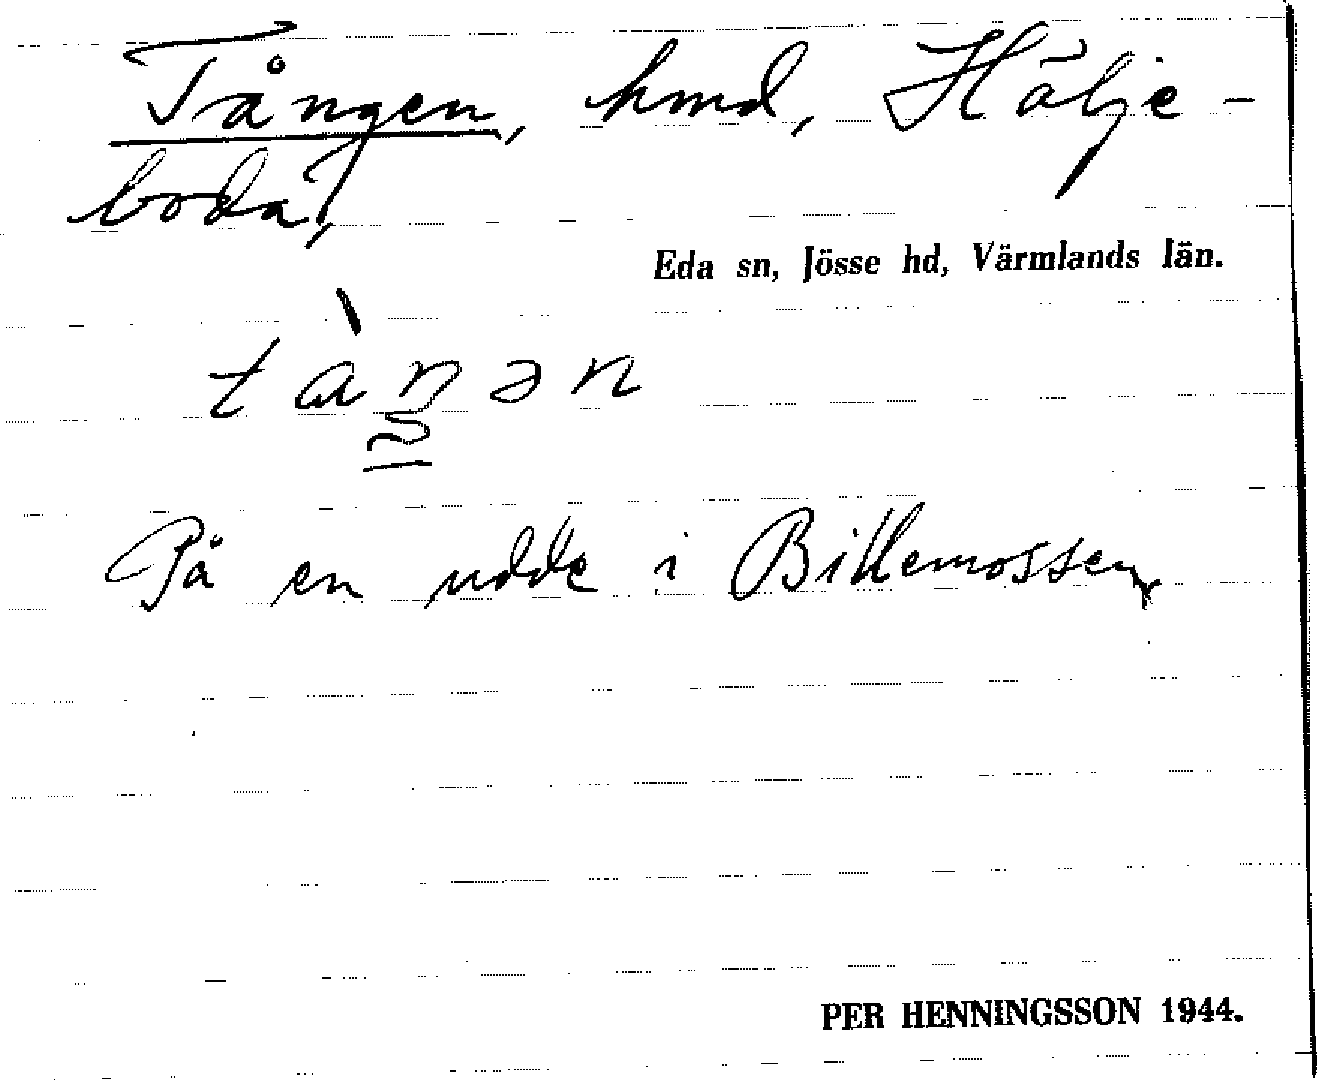 Tången, hmd, Hälje-
boda,
Eda sn, Jösse hd, Värmlands län.
tàŋən
På en udde i Billemossen
PER HENNINGSSON 1944.